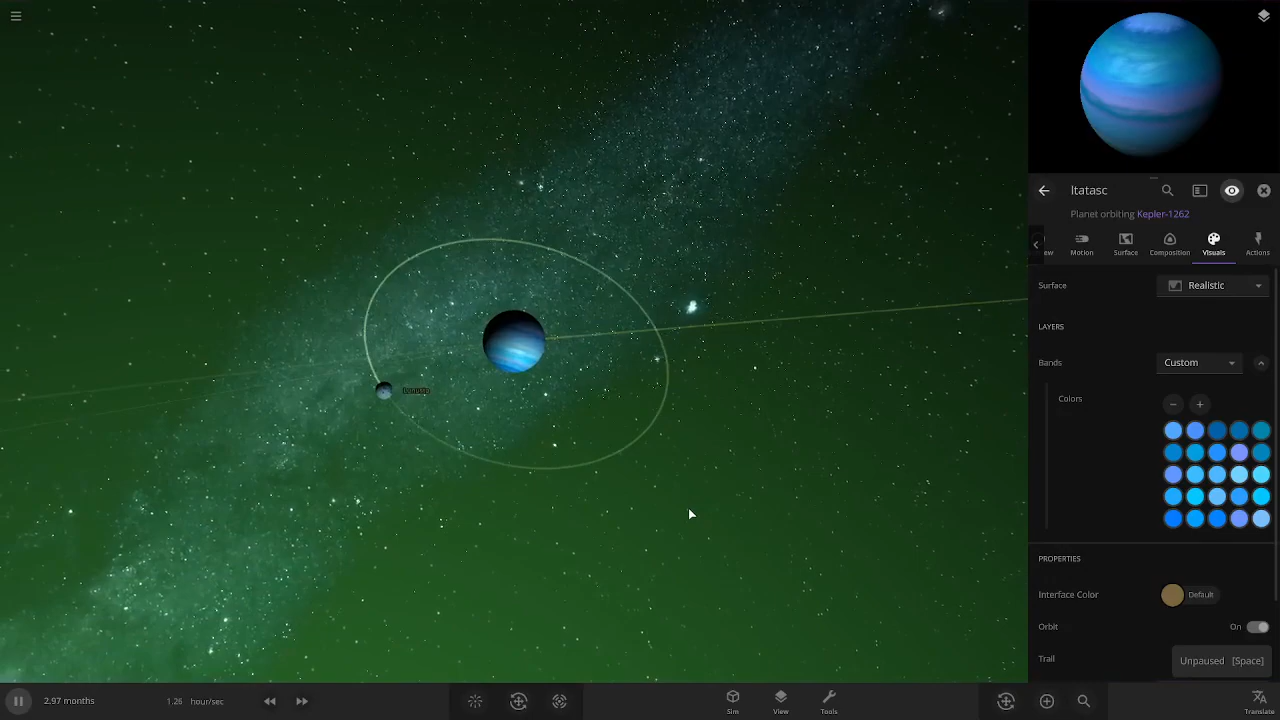 ltatasc
Planet orbiting Kepler-1262
ew
Motion
Surface
Composition
Visuals
Actions
Surface
Realistic
LAYERS
Bands
Custom
Colors
PROPERTIES
Interface Color
Default
Orbit
On
Trail
Unpaused [Space]
2.97 months
1.26 hour/sec
Sim
View
Tools
Translate